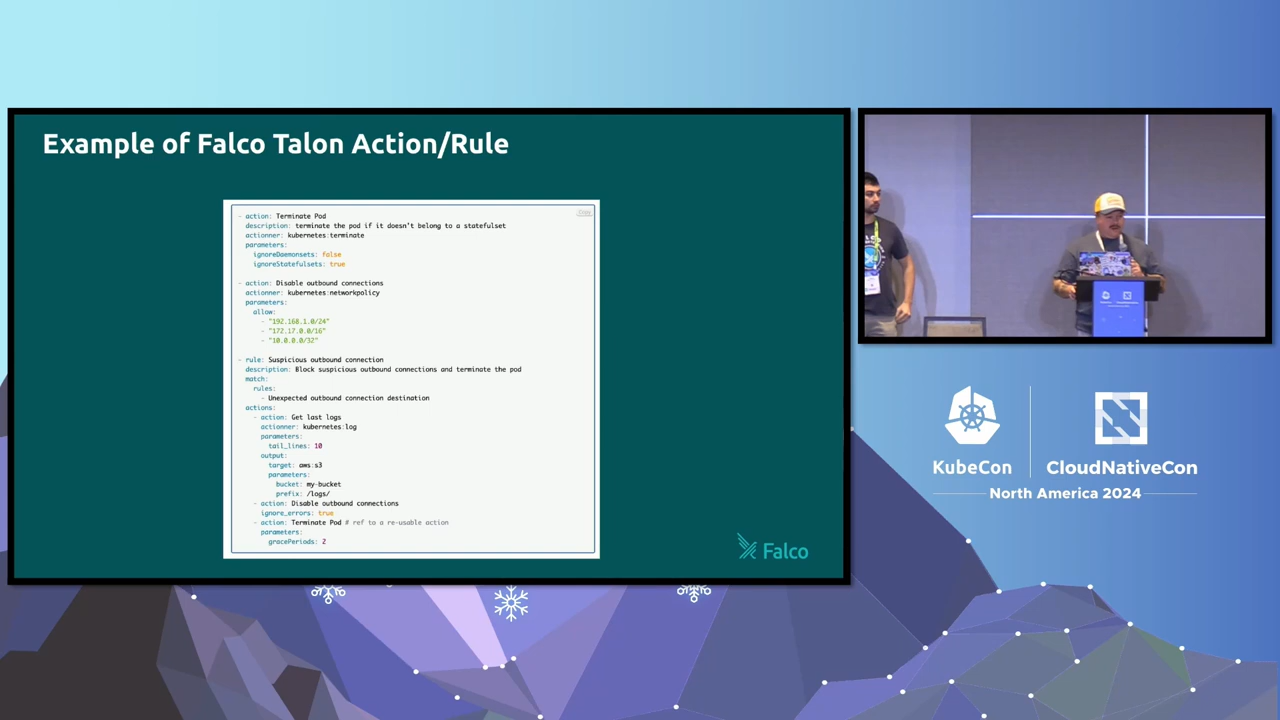 Example of Falco Talon Action/Rule
- action: Terminate Pod
description: terminate the pod if it doesn't belong to a statefulset
actionner: kubernetes:terminate
parameters:
ignoreDaemonsets: false
ignoreStatefulsets: true
- action: Disable outbound connections
actionner: kubernetes:networkpolicy
parameters:
allow:
- "192.168.1.0/24"
- "172.17.0.0/16"
- "10.0.0.0/32"
- rule: Suspicious outbound connection
description: Block suspicious outbound connections and terminate the pod
match:
rules:
- Unexpected outbound connection destination
actions:
- action: Get last logs
actionner: kubernetes:log
parameters:
tail_lines: 10
output:
target: aws:s3
parameters:
bucket: my-bucket
prefix: /logs/
- action: Disable outbound connections
ignore_errors: true
- action: Terminate Pod # ref to a re-usable action
parameters:
gracePeriods: 2
Falco
KubeCon
CloudNativeCon
North America 2024